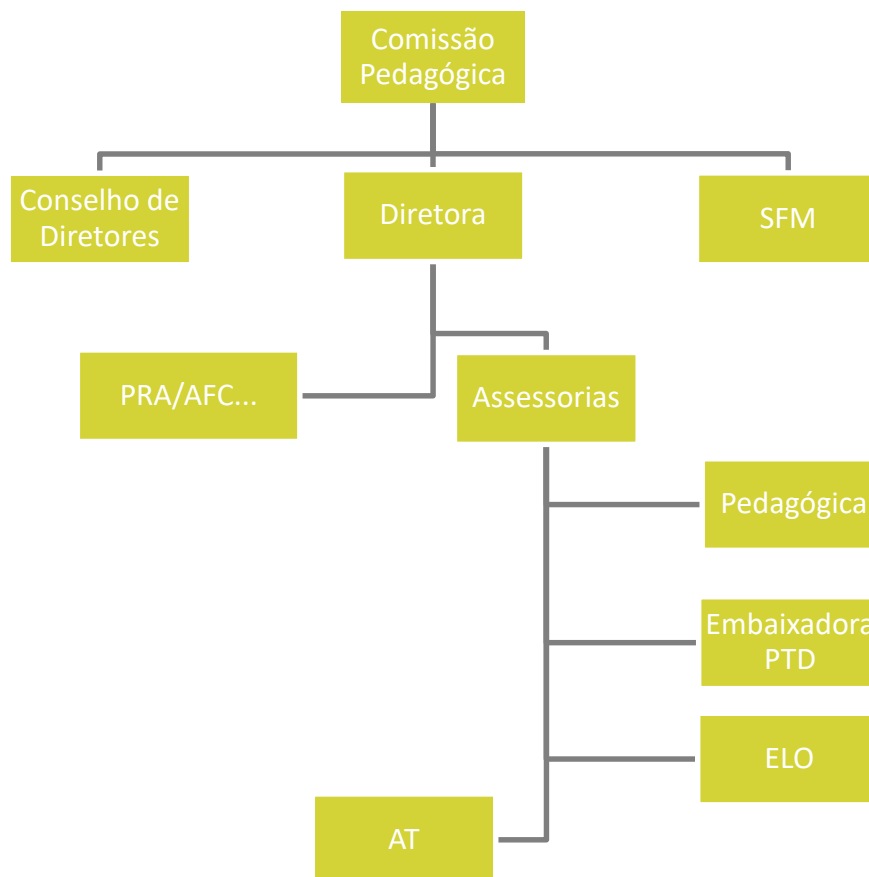 Comissão
Pedagógica
Conselho de
Diretores
Diretora
SFM
PRA/AFC...
Assessorias
Pedagógica
Embaixadora
PTD
ELO
AT